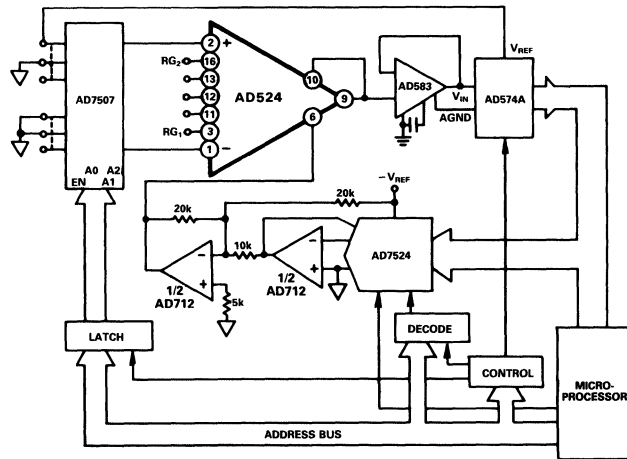 VREF
2 +
16
RG2
13
12
11
RG1
3
1 −
AD7507
AD524
10
9
6
AD583
VIN
AGND
AD574A
A0 A2
EN A1
20k
−VREF
20k
10k
−
+
1/2
AD712
5k
−
+
1/2
AD712
AD7524
LATCH
DECODE
CONTROL
MICRO-
PROCESSOR
ADDRESS BUS